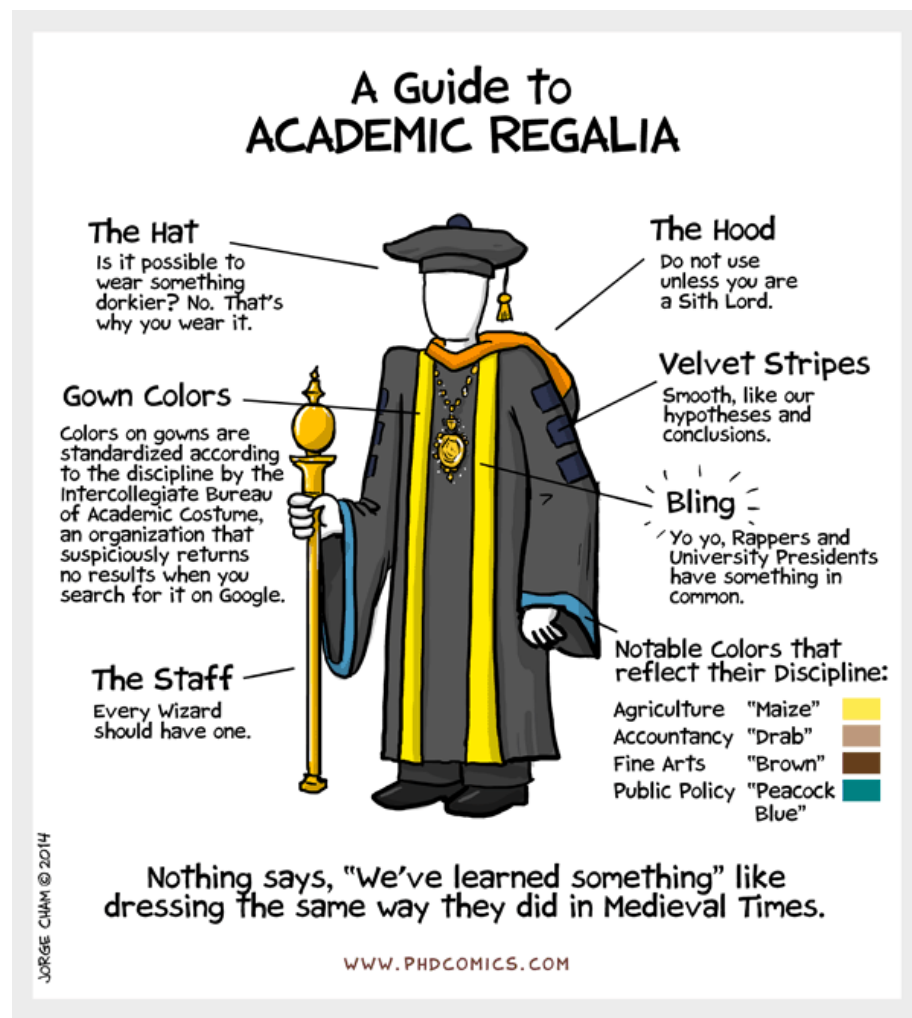 A Guide to
ACADEMIC REGALIA
The Hat
Is it possible to
wear something
dorkier? No. That's
why you wear it.
The Hood
Do not use
unless you are
a Sith Lord.
Gown Colors
Colors on gowns are
standardized according
to the discipline by the
Intercollegiate Bureau
of Academic Costume,
an organization that
suspiciously returns
no results when you
search for it on Google.
Velvet Stripes
Smooth, like our
hypotheses and
conclusions.
Bling
Yo yo, Rappers and
University Presidents
have something in
common.
The Staff
Every Wizard
should have one.
Notable Colors that
reflect their Discipline:
Agriculture "Maize"
Accountancy "Drab"
Fine Arts "Brown"
Public Policy "Peacock
Blue"
JORGE CHAM © 2014
Nothing says, "We've learned something" like
dressing the same way they did in Medieval Times.
WWW.PHDCOMICS.COM